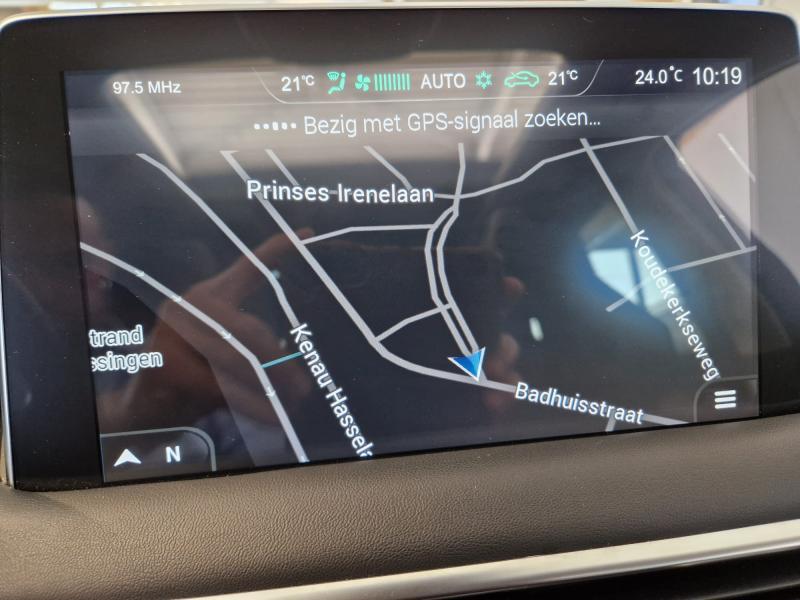 97.5 MHz 21°C AUTO 21°C 24.0°C 10:19
Bezig met GPS-signaal zoeken...
Prinses Irenelaan
Koudekerkseweg
trand
ssingen
Kenau Hassela
Badhuisstraat
N